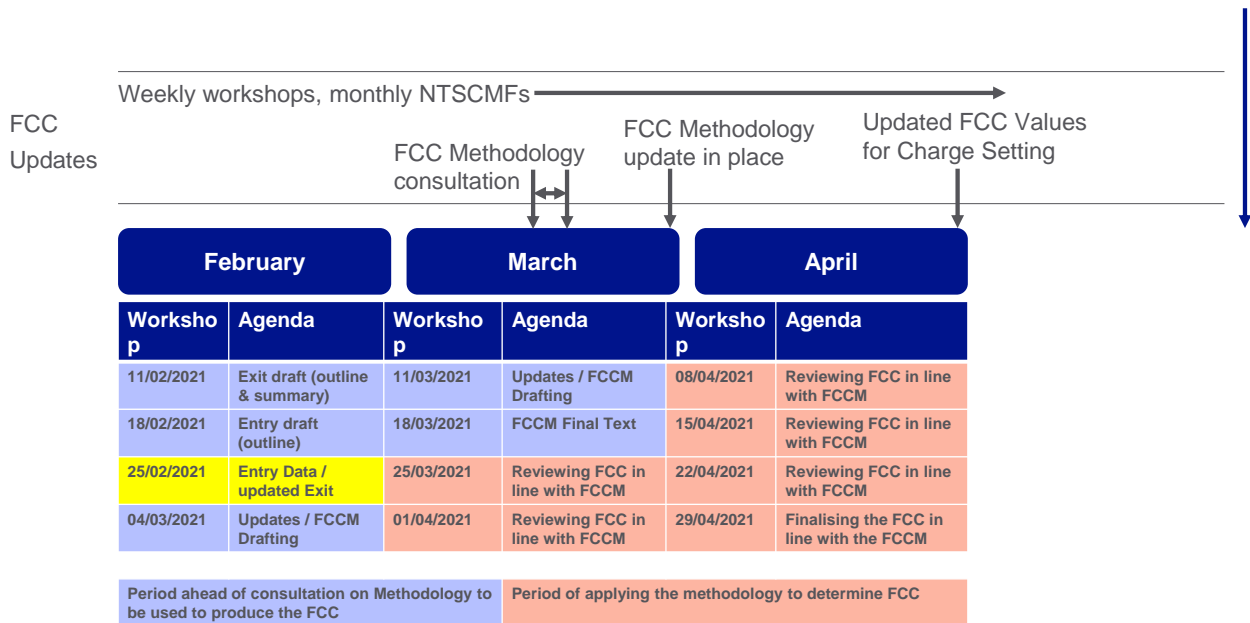 Weekly workshops, monthly NTSCMFs
FCC
Updates
FCC Methodology
consultation
FCC Methodology
update in place
Updated FCC Values
for Charge Setting
February
March
April
Worksho
p
Agenda
Worksho
p
Agenda
Worksho
p
Agenda
11/02/2021
Exit draft (outline
& summary)
11/03/2021
Updates / FCCM
Drafting
08/04/2021
Reviewing FCC in line
with FCCM
18/02/2021
Entry draft
(outline)
18/03/2021
FCCM Final Text
15/04/2021
Reviewing FCC in line
with FCCM
25/02/2021
Entry Data /
updated Exit
25/03/2021
Reviewing FCC in
line with FCCM
22/04/2021
Reviewing FCC in line
with FCCM
04/03/2021
Updates / FCCM
Drafting
01/04/2021
Reviewing FCC in
line with FCCM
29/04/2021
Finalising the FCC in
line with the FCCM
Period ahead of consultation on Methodology to
be used to produce the FCC
Period of applying the methodology to determine FCC